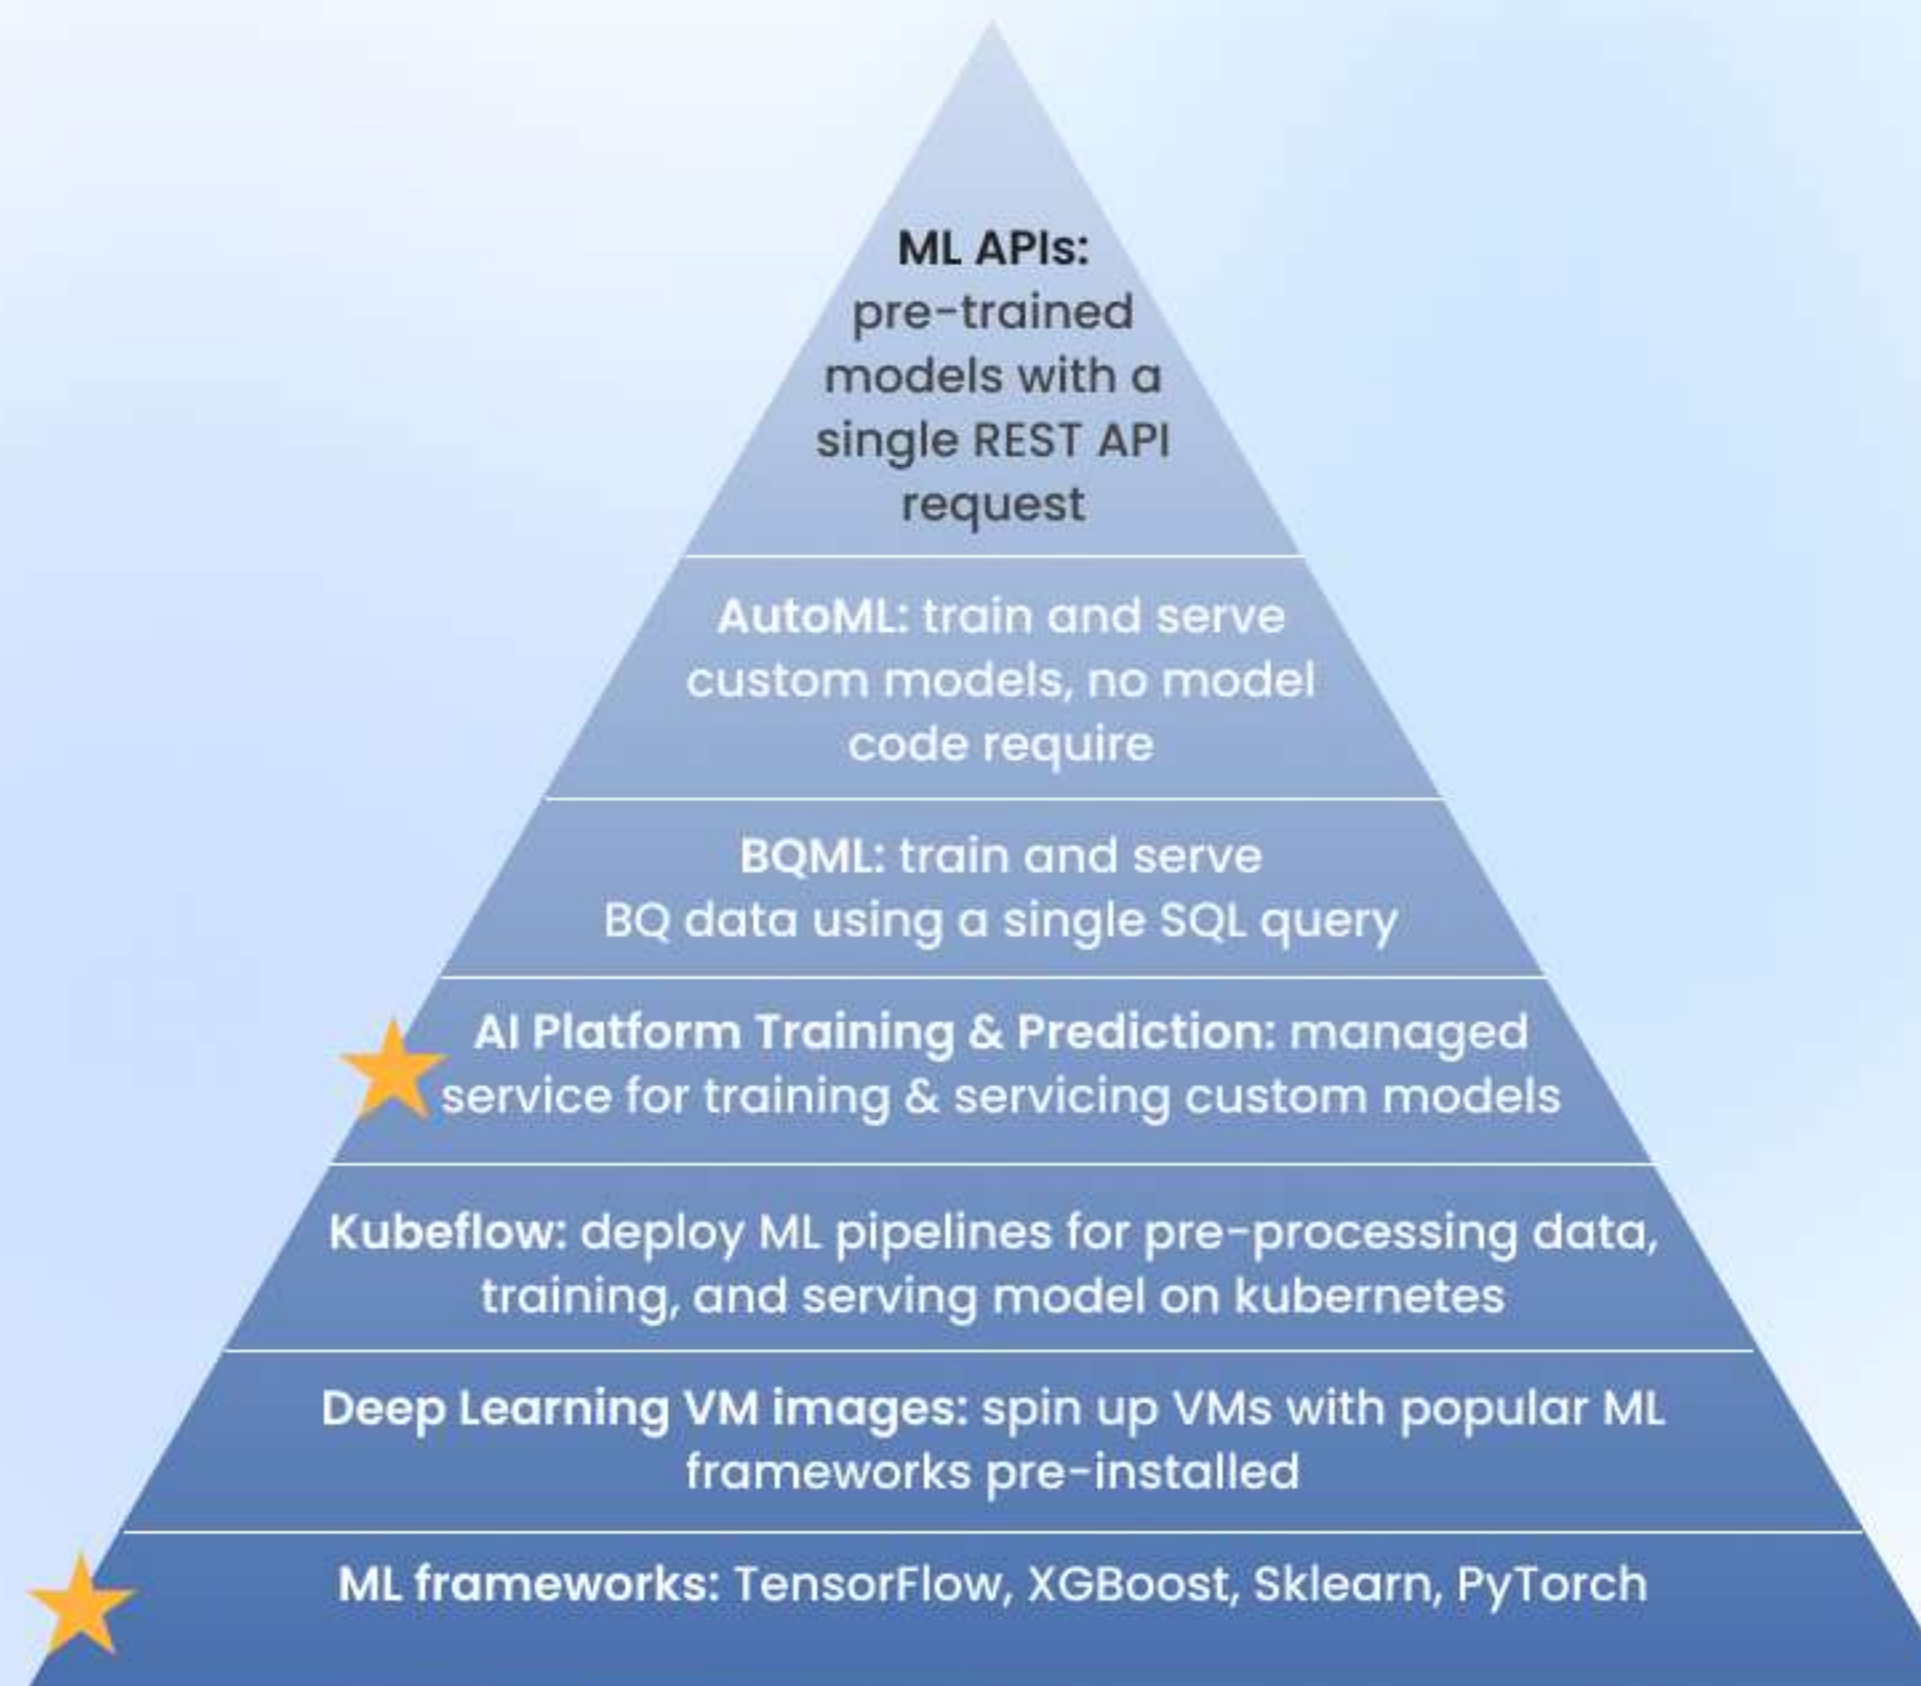 ML APIs:
pre-trained
models with a
single REST API
request
AutoML: train and serve
custom models, no model
code require
BQML: train and serve
BQ data using a single SQL query
AI Platform Training & Prediction: managed
service for training & servicing custom models
Kubeflow: deploy ML pipelines for pre-processing data,
training, and serving model on kubernetes
Deep Learning VM images: spin up VMs with popular ML
frameworks pre-installed
ML frameworks: TensorFlow, XGBoost, Sklearn, PyTorch